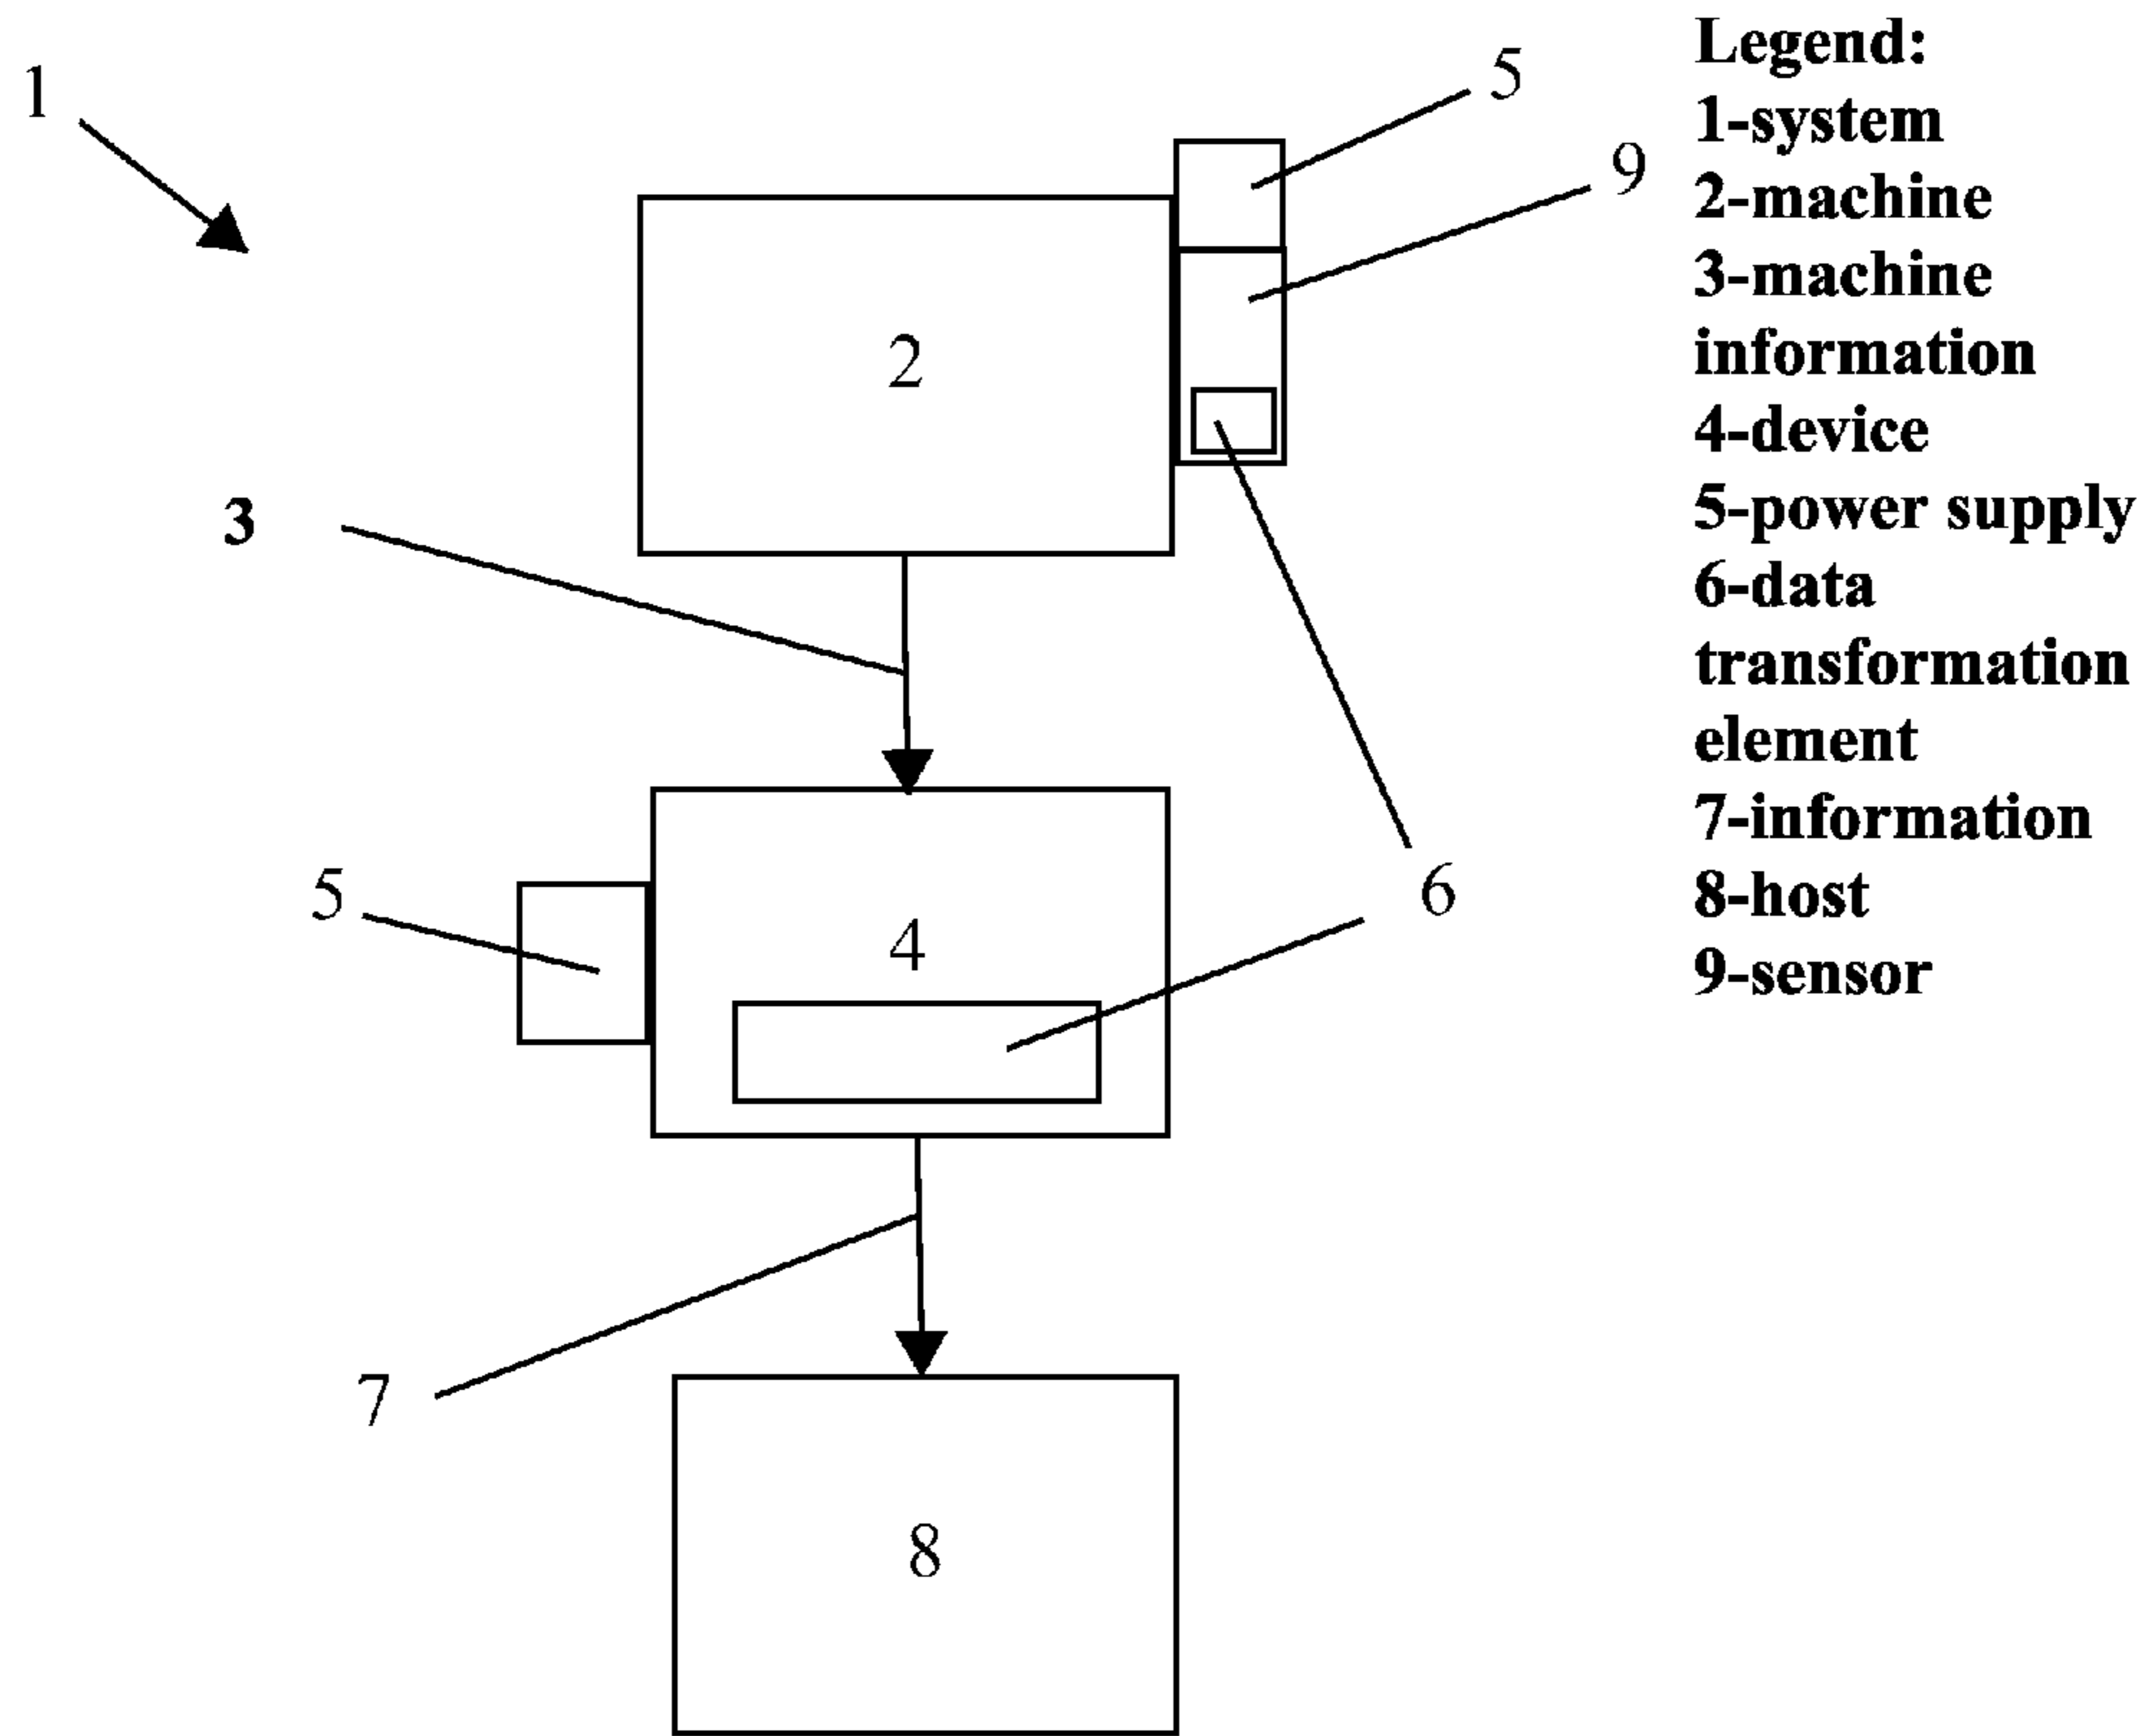 1
5
9
2
3
5
4
6
7
8
Legend:
1-system
2-machine
3-machine
information
4-device
5-power supply
6-data
transformation
element
7-information
8-host
9-sensor